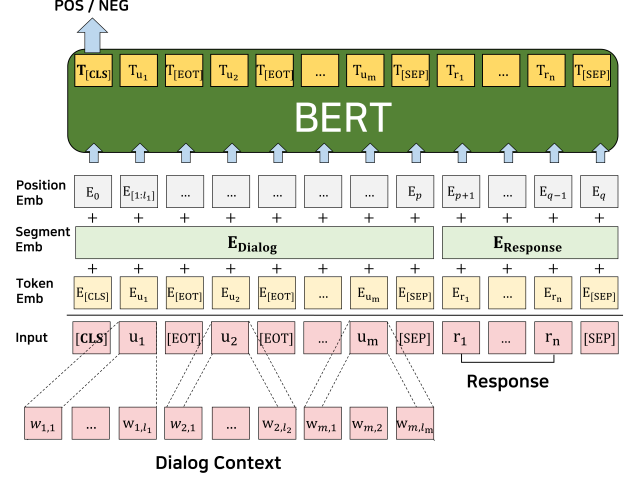 POS / NEG
T[CLS] Tu1 T[EOT] Tu2 T[EOT] ... Tum T[SEP] Tr1 ... Trn T[SEP]
BERT
Position Emb E0 E[1:l1] ... ... ... ... ... Ep Ep+1 ... Eq−1 Eq
+ + + + + + + + + + + +
Segment Emb EDialog EResponse
+ + + + + + + + + + + +
Token Emb E[CLS] Eu1 E[EOT] Eu2 E[EOT] ... Eum E[SEP] Er1 ... Ern E[SEP]
Input [CLS] u1 [EOT] u2 [EOT] ... um [SEP] r1 ... rn [SEP]
Response
w1,1 ... w1,l1 w2,1 ... w2,l2 wm,1 wm,2 wm,lm
Dialog Context